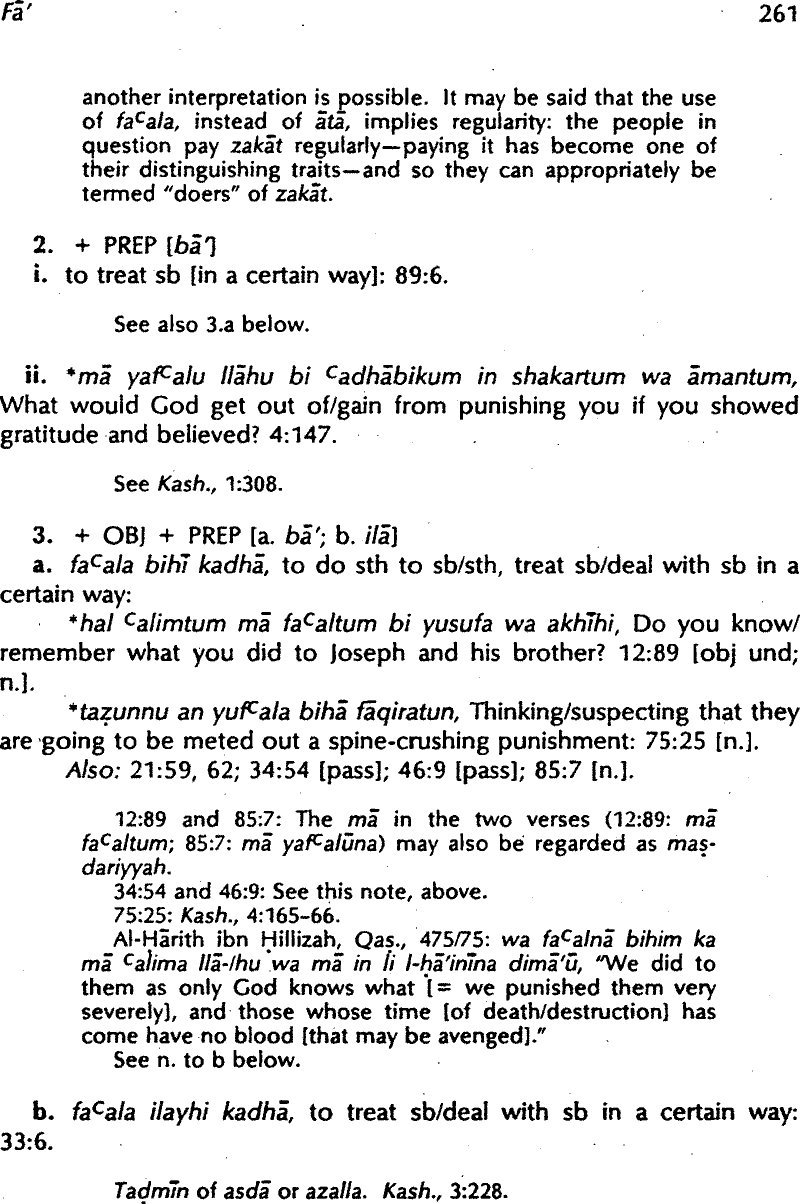 Fā' 261
another interpretation is possible. It may be said that the use
of faᶜala, instead of ātā, implies regularity: the people in
question pay zakāt regularly—paying it has become one of
their distinguishing traits—and so they can appropriately be
termed "doers" of zakāt.
2. + PREP [bā']
i. to treat sb [in a certain way]: 89:6.
See also 3.a below.
ii. *mā yafᶜalu llāhu bi ᶜadhābikum in shakartum wa āmantum,
What would God get out of/gain from punishing you if you showed
gratitude and believed? 4:147.
See Kash., 1:308.
3. + OBJ + PREP [a. bā'; b. ilā]
a. faᶜala bihī kadhā, to do sth to sb/sth, treat sb/deal with sb in a
certain way:
*hal ᶜalimtum mā faᶜaltum bi yusufa wa akhīhi, Do you know/
remember what you did to Joseph and his brother? 12:89 [obj und;
n.].
*taẓunnu an yufᶜala bihā fāqiratun, Thinking/suspecting that they
are going to be meted out a spine-crushing punishment: 75:25 [n.].
Also: 21:59, 62; 34:54 [pass]; 46:9 [pass]; 85:7 [n.].
12:89 and 85:7: The mā in the two verses (12:89: mā
faᶜaltum; 85:7: mā yafᶜalūna) may also be regarded as maṣ-
dariyyah.
34:54 and 46:9: See this note, above.
75:25: Kash., 4:165-66.
Al-Ḥārith ibn Ḥillizah, Qaṣ., 475/75: wa faᶜalnā bihim ka
mā ᶜalima llā-lhu wa mā in li l-ḥā'inīna dimā'ū, "We did to
them as only God knows what [= we punished them very
severely], and those whose time [of death/destruction] has
come have no blood [that may be avenged]."
See n. to b below.
b. faᶜala ilayhi kadhā, to treat sb/deal with sb in a certain way:
33:6.
Taḍmīn of asdā or azalla. Kash., 3:228.